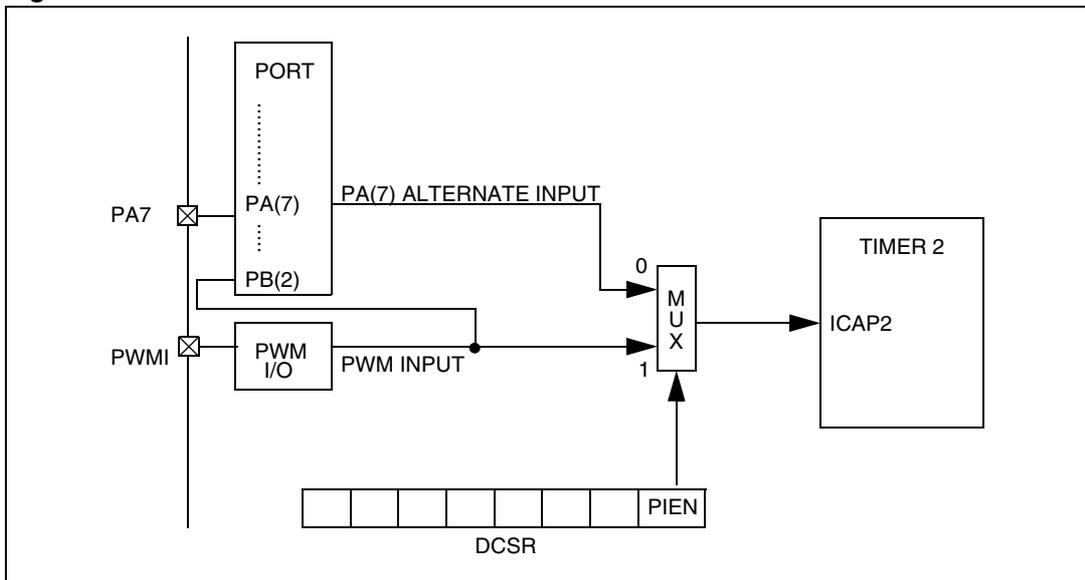 PORT
PA(7) ALTERNATE INPUT
PA7
PA(7)
TIMER 2
PB(2)
0
MUX
ICAP2
PWMI
PWM
I/O
PWM INPUT
1
PIEN
DCSR